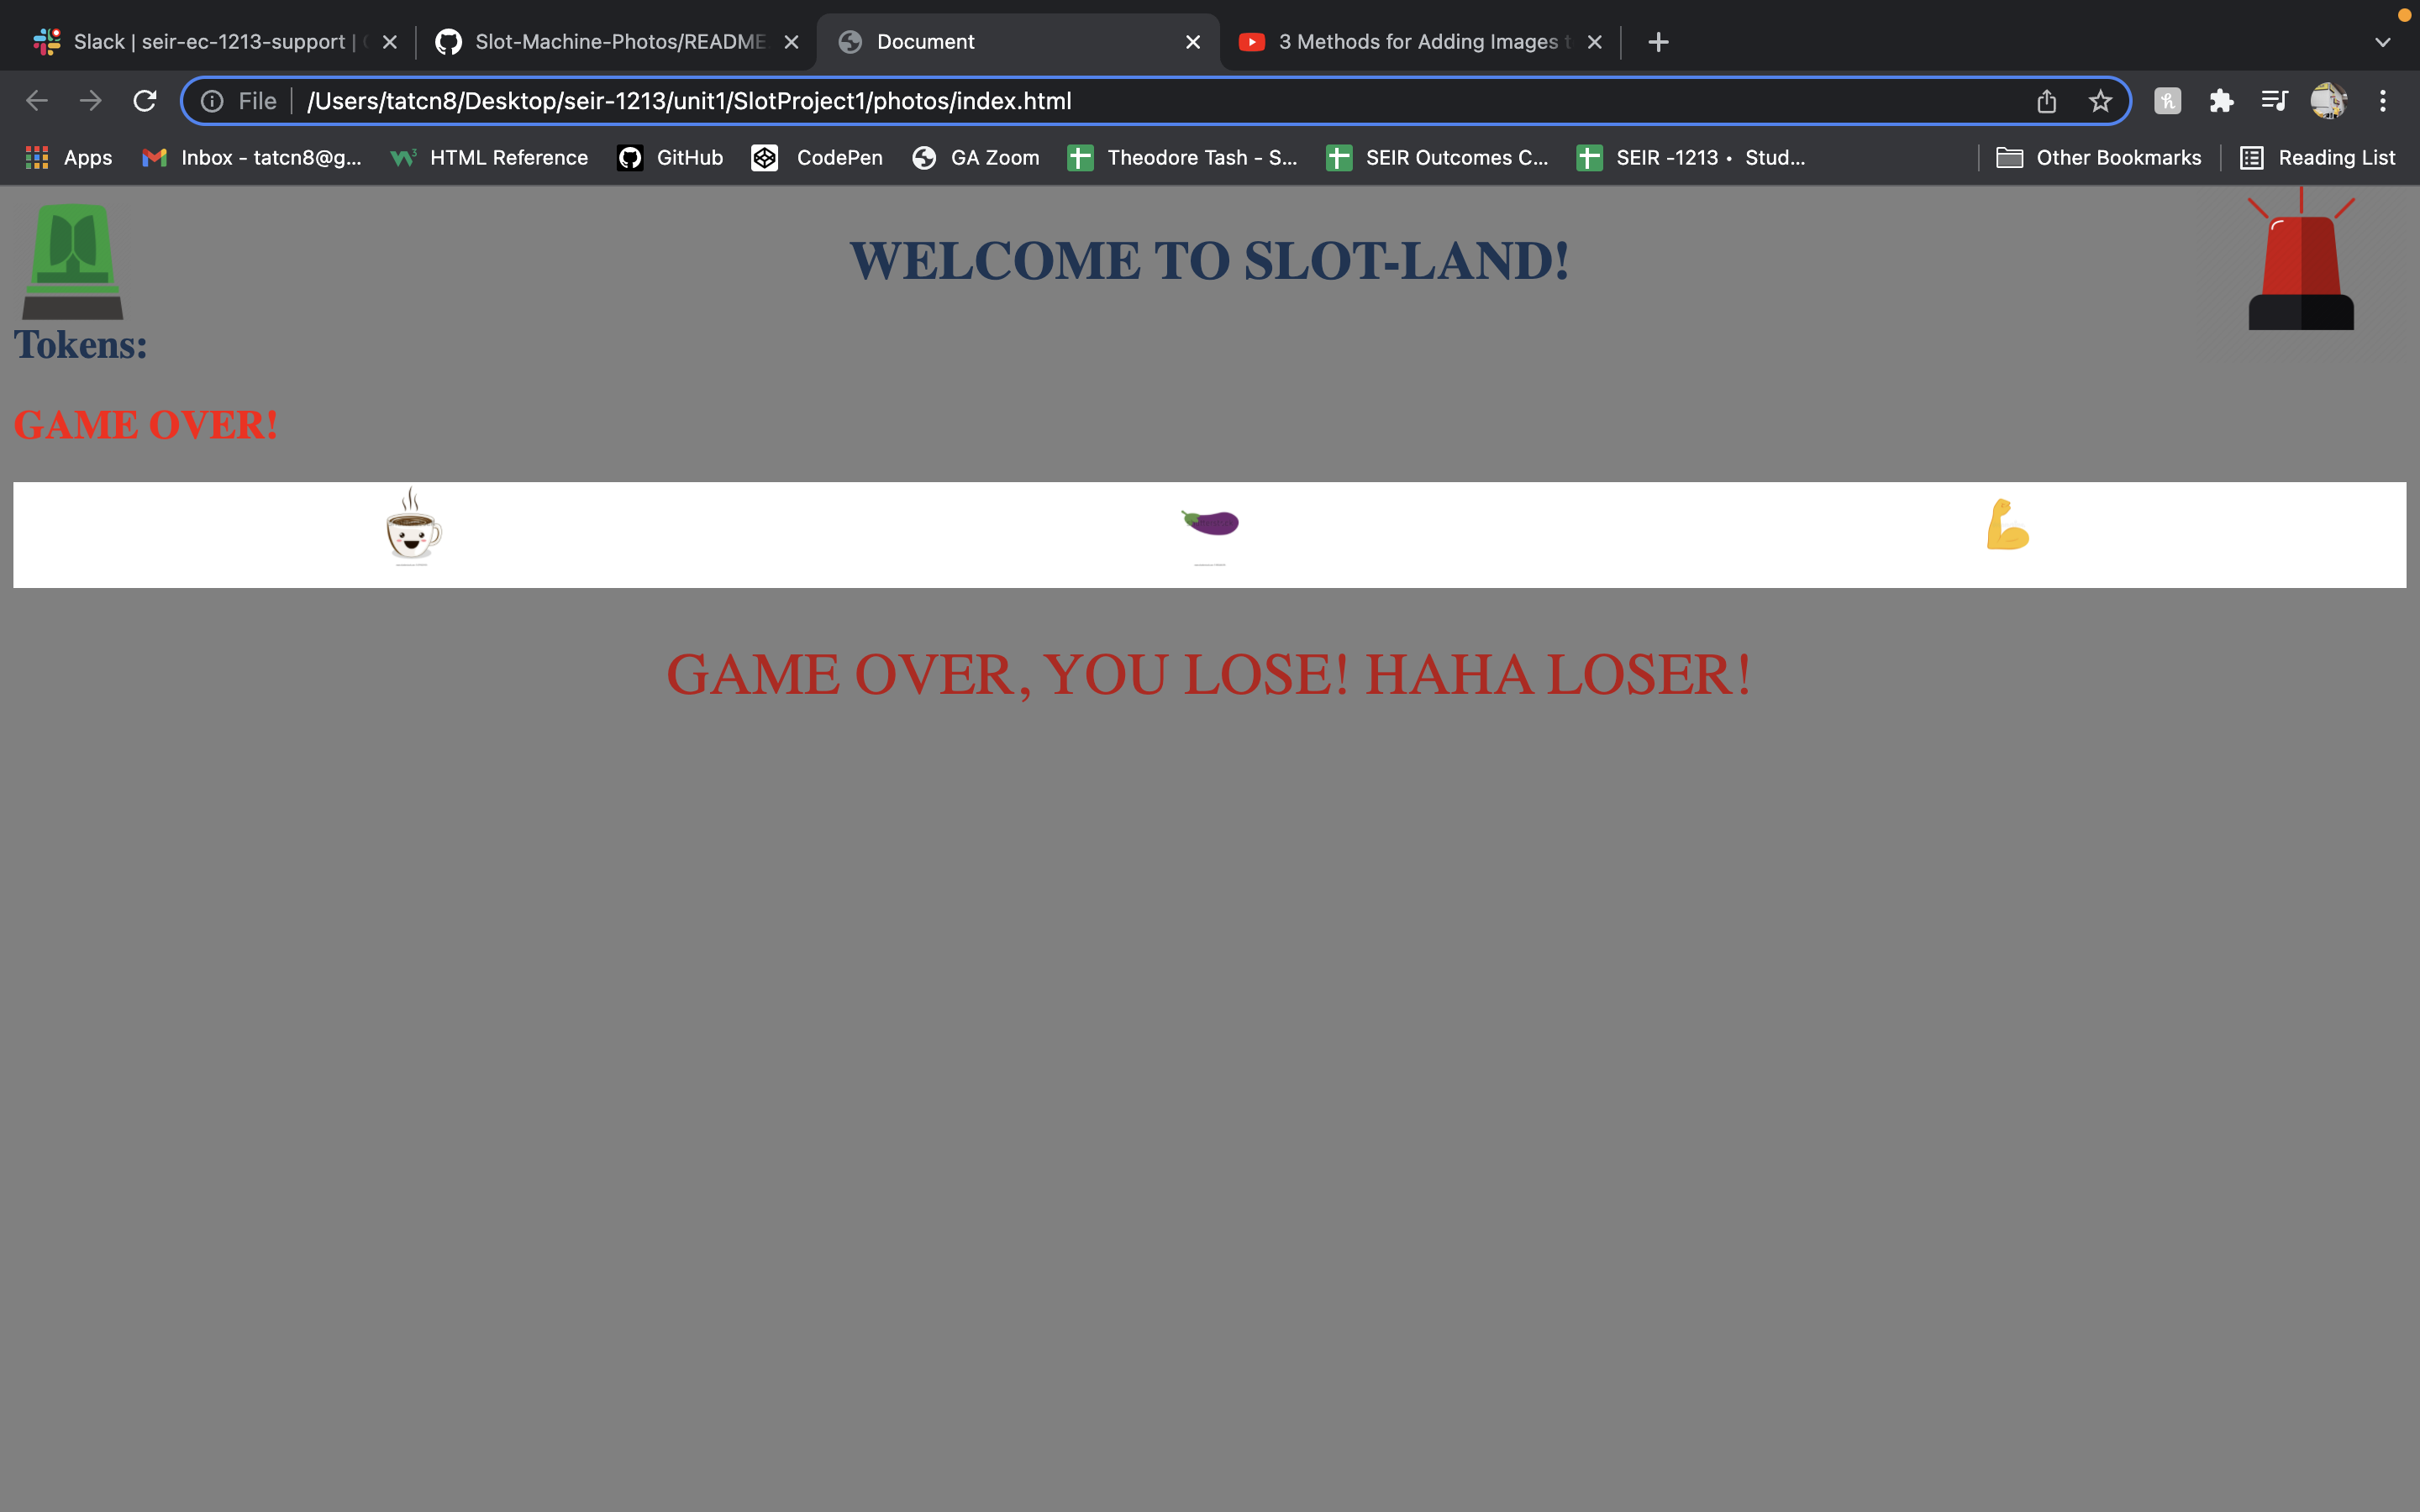 Slack | seir-ec-1213-support |
Slot-Machine-Photos/README
Document
3 Methods for Adding Images t
File
/Users/tatcn8/Desktop/seir-1213/unit1/SlotProject1/photos/index.html
Apps
Inbox - tatcn8@g...
HTML Reference
GitHub
CodePen
GA Zoom
Theodore Tash - S...
SEIR Outcomes C...
SEIR -1213 • Stud...
Other Bookmarks
Reading List
WELCOME TO SLOT-LAND!
Tokens:
GAME OVER!
GAME OVER, YOU LOSE! HAHA LOSER!